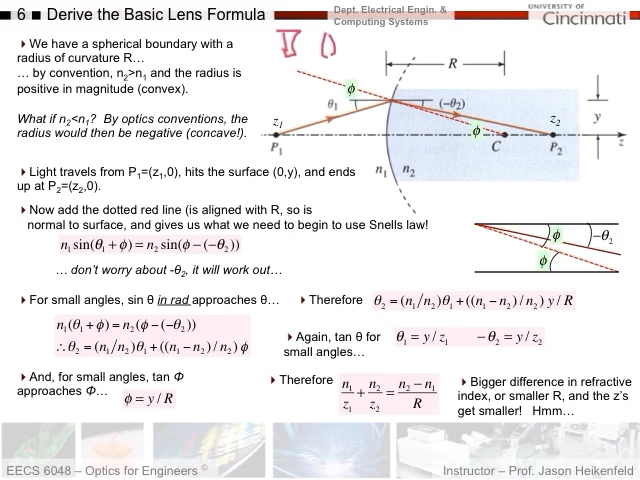 6 ■ Derive the Basic Lens Formula
Dept. Electrical Engin. &
Computing Systems
UNIVERSITY OF
Cincinnati
We have a spherical boundary with a
radius of curvature R…
… by convention, n₂>n₁ and the radius is
positive in magnitude (convex).
What if n₂<n₁? By optics conventions, the
radius would then be negative (concave!).
R
ϕ
θ₁
(−θ₂)
z₁
z₂
y
ϕ
P₁
C
P₂
z
n₁ n₂
Light travels from P₁=(z₁,0), hits the surface (0,y), and ends
up at P₂=(z₂,0).
Now add the dotted red line (is aligned with R, so is
normal to surface, and gives us what we need to begin to use Snells law!
n₁ sin(θ₁ + ϕ) = n₂ sin(ϕ − (−θ₂))
ϕ
−θ₂
ϕ
… don't worry about -θ₂, it will work out…
For small angles, sin θ in rad approaches θ…
n₁(θ₁ + ϕ) = n₂(ϕ − (−θ₂))
∴ θ₂ = (n₁/n₂)θ₁ + ((n₁ − n₂)/n₂) ϕ
Therefore θ₂ = (n₁/n₂)θ₁ + ((n₁ − n₂)/n₂) y/R
Again, tan θ for
small angles…
θ₁ = y/z₁ −θ₂ = y/z₂
And, for small angles, tan Φ
approaches Φ…
ϕ = y/R
Therefore n₁/z₁ + n₂/z₂ = (n₂ − n₁)/R
Bigger difference in refractive
index, or smaller R, and the z's
get smaller! Hmm…
EECS 6048 – Optics for Engineers ©
Instructor – Prof. Jason Heikenfeld